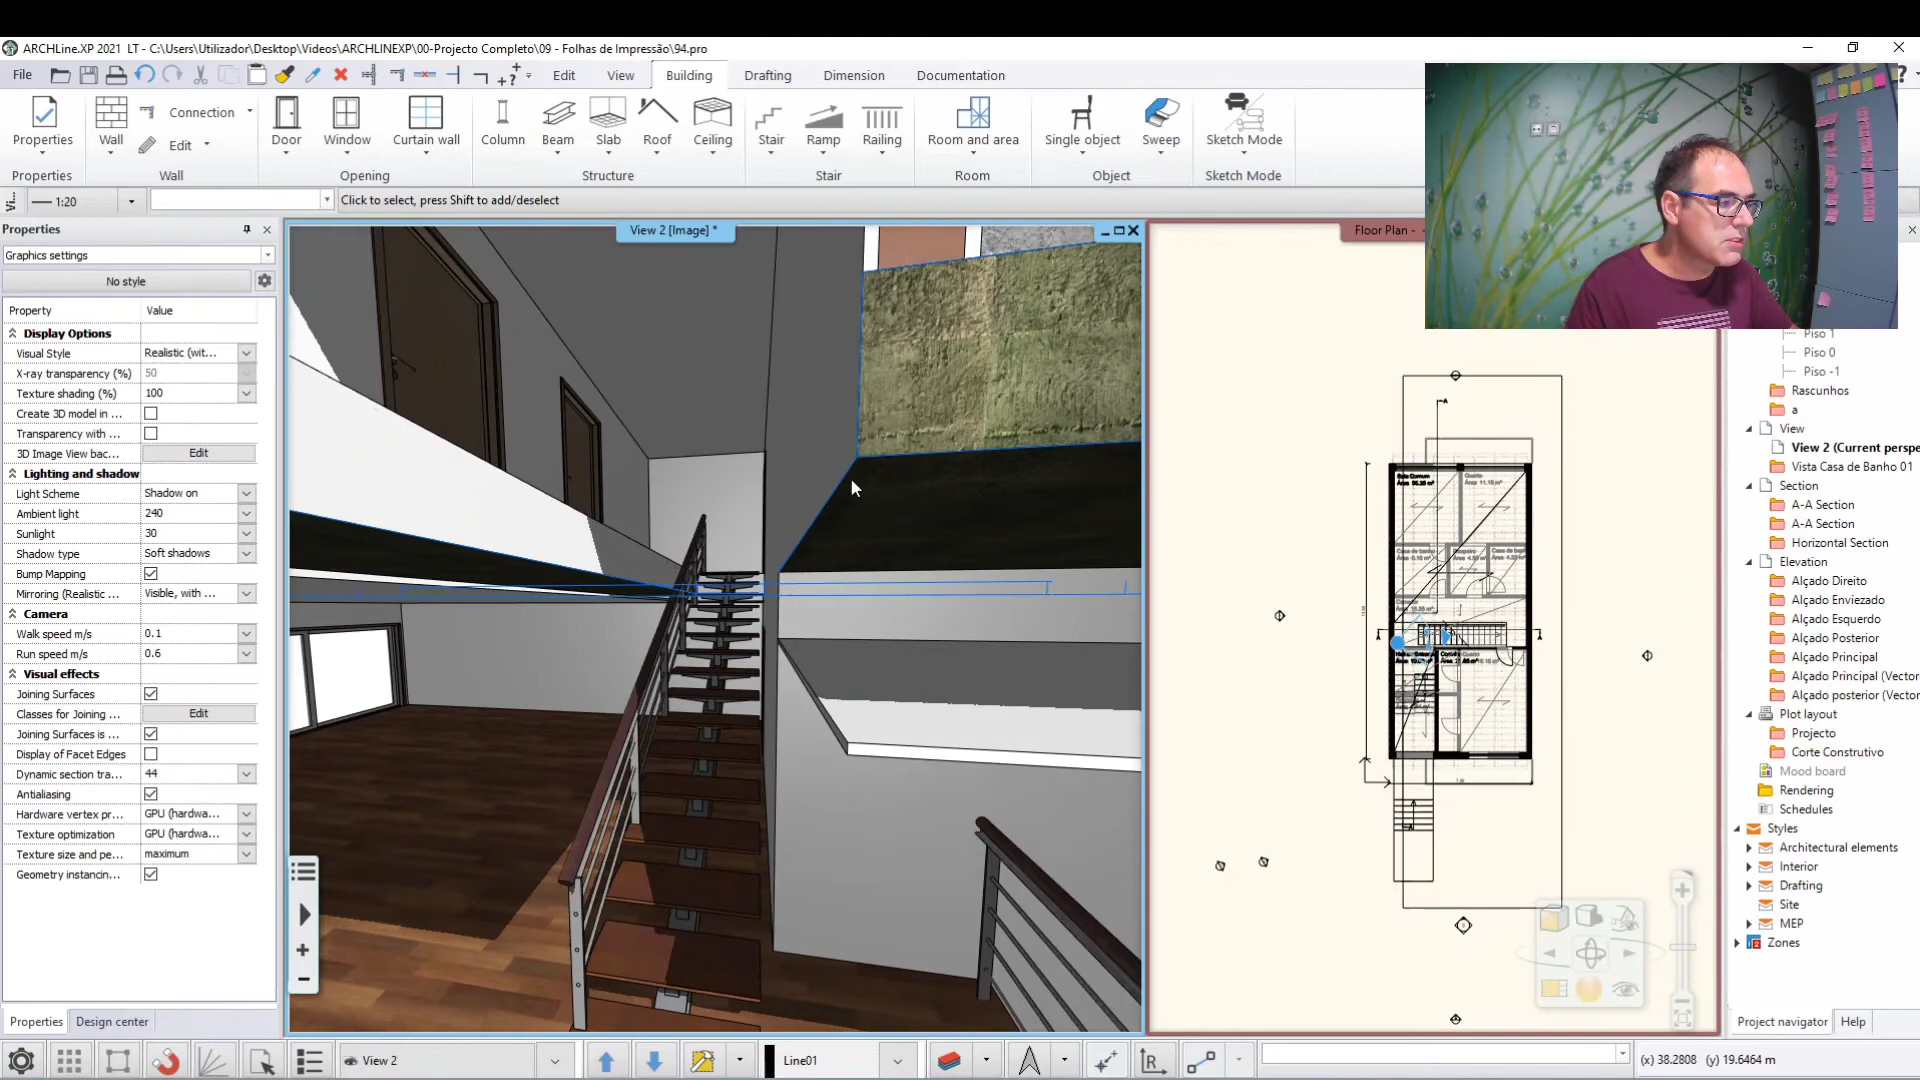 ARCHLine.XP 2021 LT - C:\Users\Utilizador\Desktop\Videos\ARCHLINEXP\00-Projecto Completo\09 - Folhas de Impressão\94.pro
File
Edit
View
Building
Drafting
Dimension
Documentation
Properties
Wall
Connection
Edit
Door
Window
Curtain wall
Column
Beam
Slab
Roof
Ceiling
Stair
Ramp
Railing
Room and area
Single object
Sweep
Sketch Mode
Properties
Wall
Opening
Structure
Stair
Room
Object
Sketch Mode
1:20
Click to select, press Shift to add/deselect
Properties
Graphics settings
No style
Property Value
Display Options
Visual Style Realistic (wit...
X-ray transparency (%) 50
Texture shading (%) 100
Create 3D model in ...
Transparency with ...
3D Image View bac... Edit
Lighting and shadow
Light Scheme Shadow on
Ambient light 240
Sunlight 30
Shadow type Soft shadows
Bump Mapping
Mirroring (Realistic ... Visible, with ...
Camera
Walk speed m/s 0.1
Run speed m/s 0.6
Visual effects
Joining Surfaces
Classes for Joining ... Edit
Joining Surfaces is ...
Display of Facet Edges
Dynamic section tra... 44
Antialiasing
Hardware vertex pr... GPU (hardwa...
Texture optimization GPU (hardwa...
Texture size and pe... maximum
Geometry instancin...
Properties
Design center
View 2 [Image] *
Floor Plan -
Piso 1
Piso 0
Piso -1
Rascunhos
a
View
View 2 (Current perspe
Vista Casa de Banho 01
Section
A-A Section
A-A Section
Horizontal Section
Elevation
Alçado Direito
Alçado Enviezado
Alçado Esquerdo
Alçado Posterior
Alçado Principal
Alçado Principal (Vector
Alçado posterior (Vector
Plot layout
Projecto
Corte Construtivo
Mood board
Rendering
Schedules
Styles
Architectural elements
Interior
Drafting
Site
MEP
Zones
Project navigator
Help
View 2
Line01
(x) 38.2808 (y) 19.6464 m